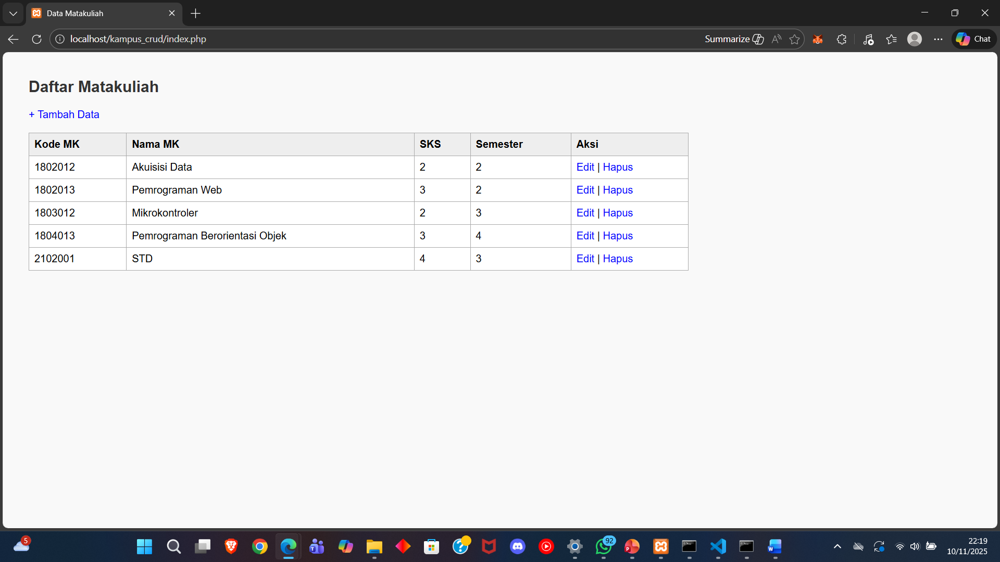 Data Matakuliah
localhost/kampus_crud/index.php
Summarize
Chat
Daftar Matakuliah
+ Tambah Data
Kode MK Nama MK SKS Semester Aksi
1802012 Akuisisi Data 2 2 Edit | Hapus
1802013 Pemrograman Web 3 2 Edit | Hapus
1803012 Mikrokontroler 2 3 Edit | Hapus
1804013 Pemrograman Berorientasi Objek 3 4 Edit | Hapus
2102001 STD 4 3 Edit | Hapus
5
92
22:19
10/11/2025